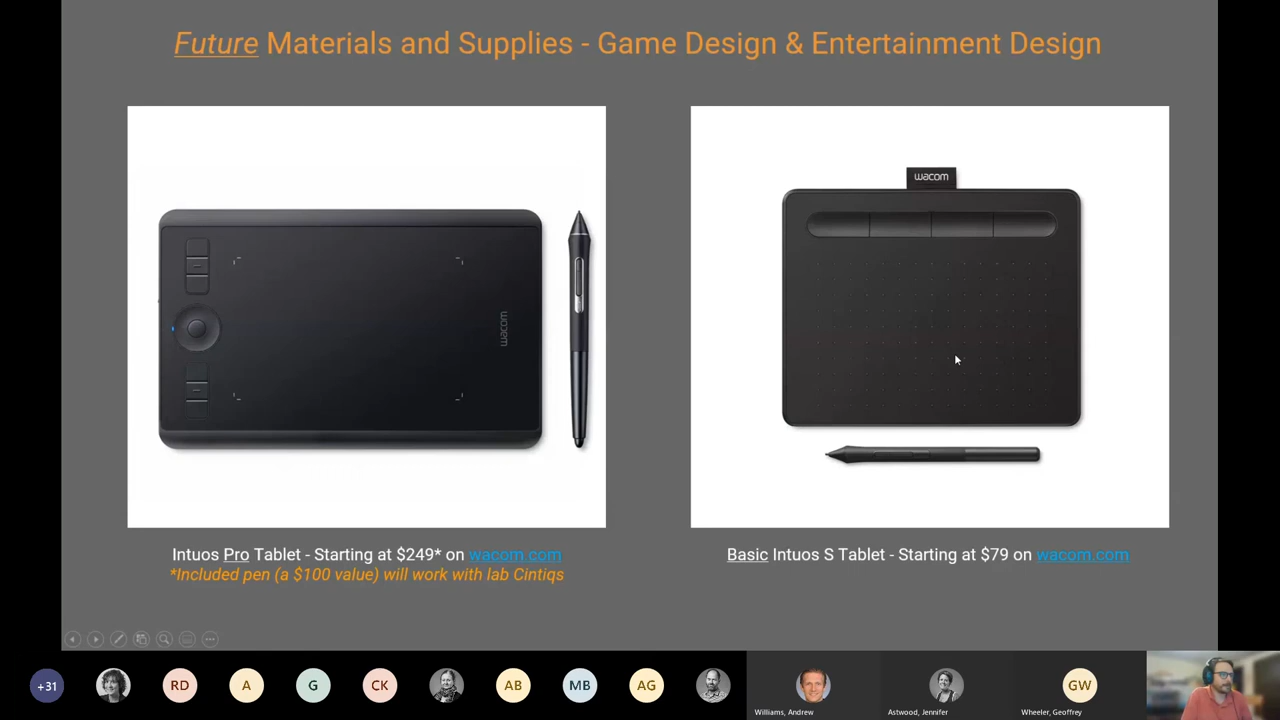 Future Materials and Supplies - Game Design & Entertainment Design
wacom
wacom
Intuos Pro Tablet - Starting at $249* on wacom.com
*Included pen (a $100 value) will work with lab Cintiqs
Basic Intuos S Tablet - Starting at $79 on wacom.com
+31
RD
A
G
CK
AB
MB
AG
GW
Williams, Andrew
Astwood, Jennifer
Wheeler, Geoffrey